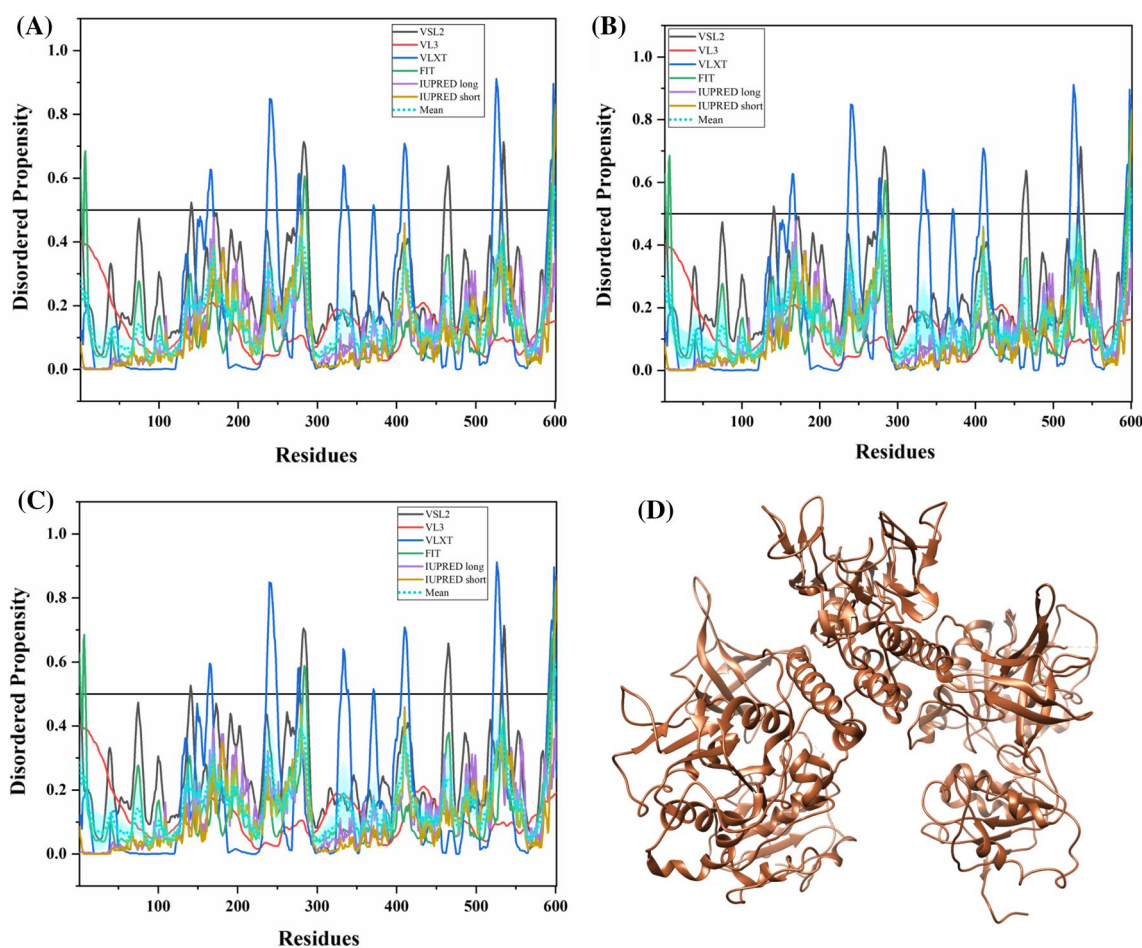 (A)
Disordered Propensity
1.0
0.8
0.6
0.4
0.2
0.0
VSL2
VL3
VLXT
FIT
IUPRED long
IUPRED short
Mean
100 200 300 400 500 600
Residues
(B)
Disordered Propensity
1.0
0.8
0.6
0.4
0.2
0.0
VSL2
VL3
VLXT
FIT
IUPRED long
IUPRED short
Mean
100 200 300 400 500 600
Residues
(C)
Disordered Propensity
1.0
0.8
0.6
0.4
0.2
0.0
VSL2
VL3
VLXT
FIT
IUPRED long
IUPRED short
Mean
100 200 300 400 500 600
Residues
(D)